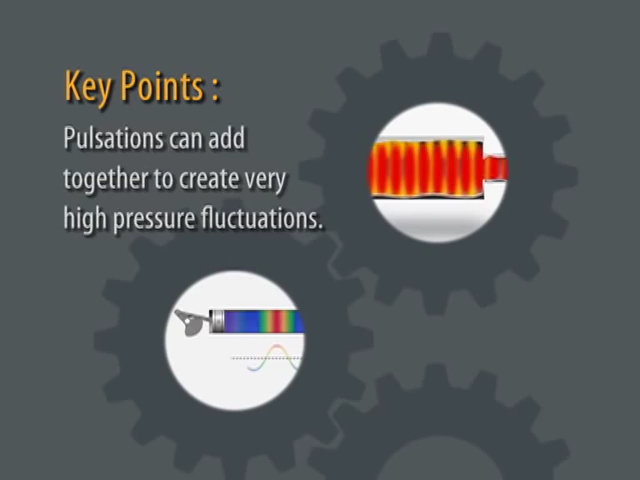 Key Points :
Pulsations can add
together to create very
high pressure fluctuations.